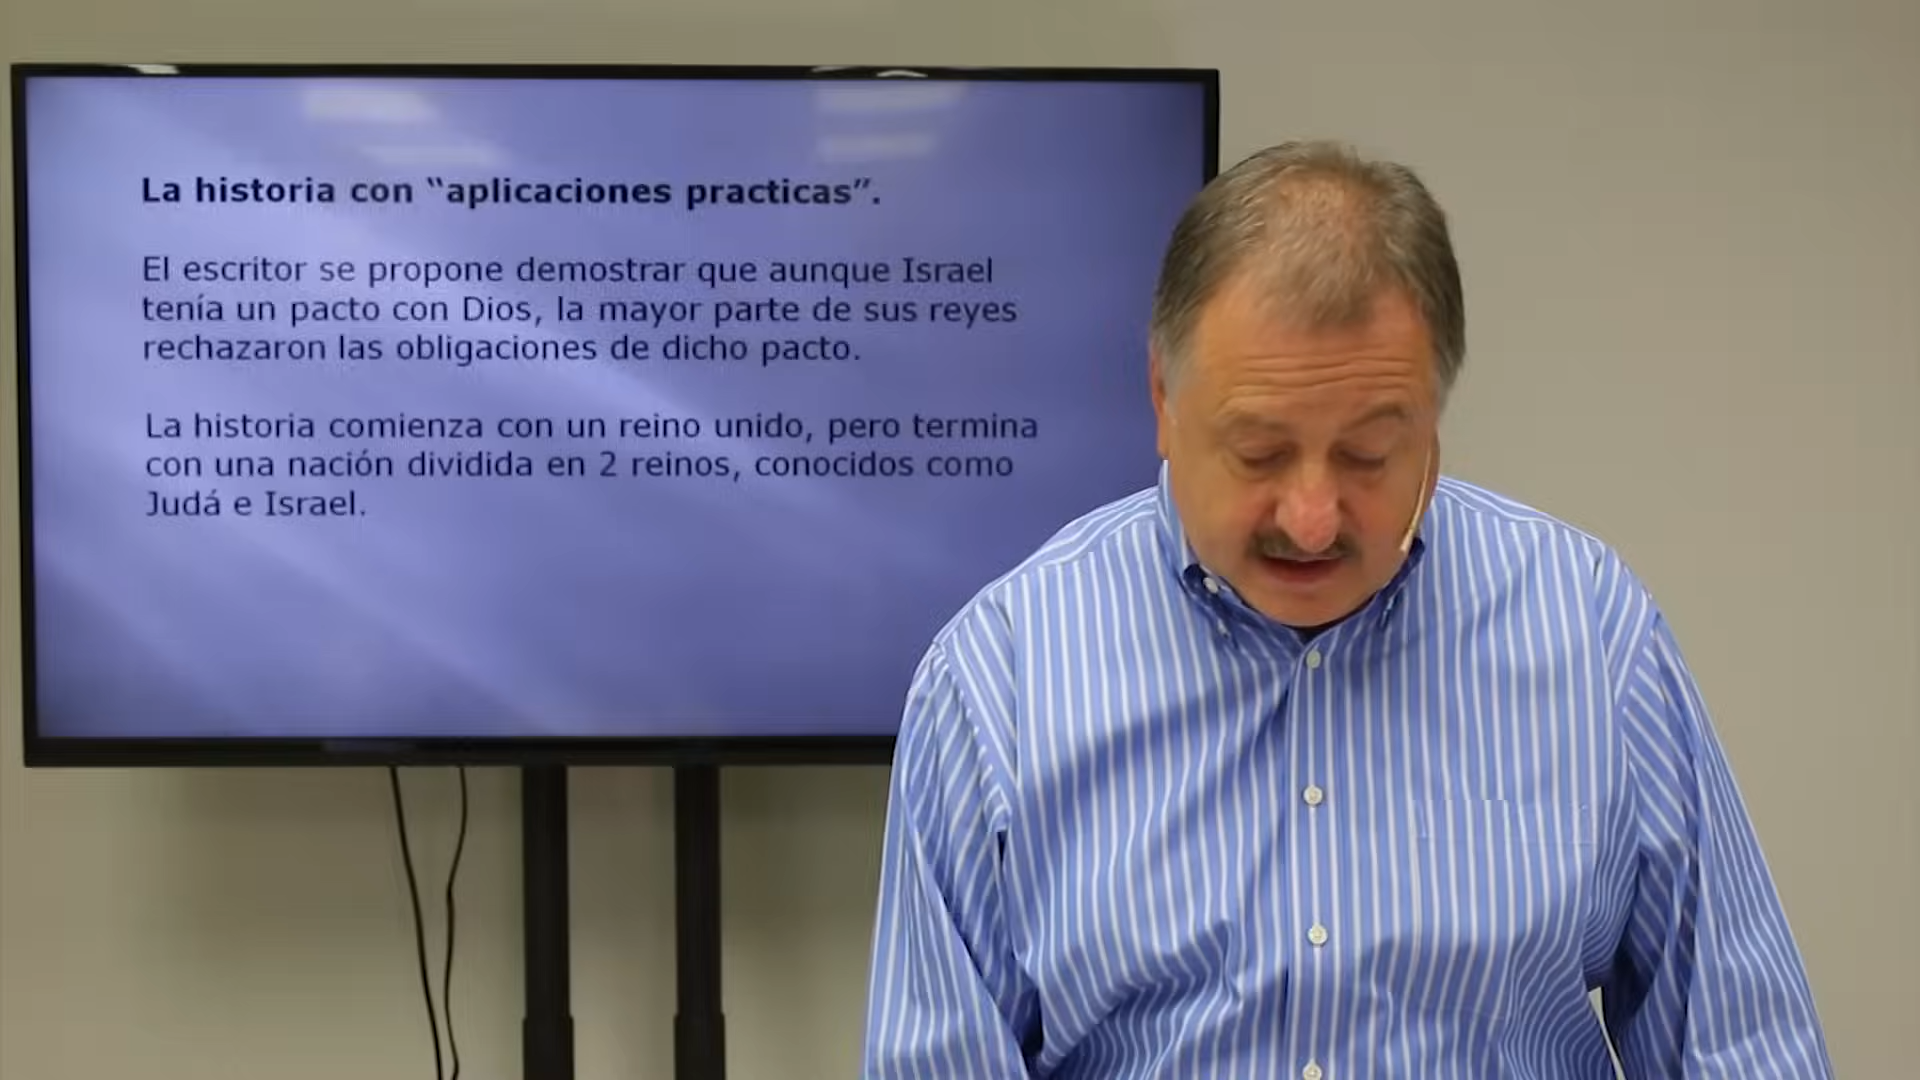 La historia con “aplicaciones practicas”.
El escritor se propone demostrar que aunque Israel
tenía un pacto con Dios, la mayor parte de sus reyes
rechazaron las obligaciones de dicho pacto.
La historia comienza con un reino unido, pero termina
con una nación dividida en 2 reinos, conocidos como
Judá e Israel.